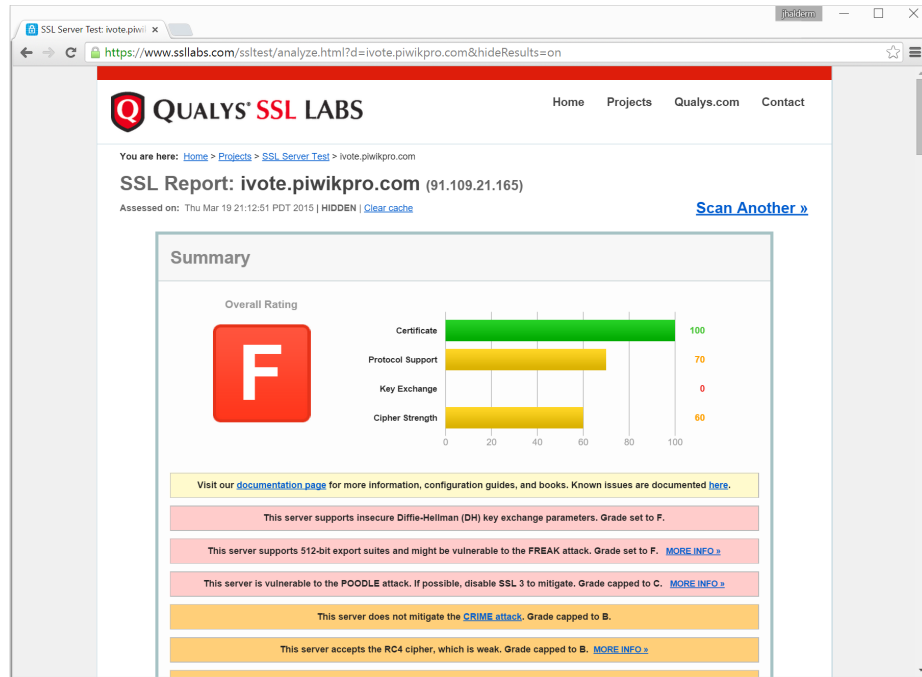 jhalderm
SSL Server Test: ivote.piwi
https://www.ssllabs.com/ssltest/analyze.html?d=ivote.piwikpro.com&hideResults=on
QUALYS® SSL LABS
Home Projects Qualys.com Contact
You are here: Home > Projects > SSL Server Test > ivote.piwikpro.com
SSL Report: ivote.piwikpro.com (91.109.21.165)
Assessed on: Thu Mar 19 21:12:51 PDT 2015 | HIDDEN | Clear cache
Scan Another »
Summary
Overall Rating
F
Certificate 100
Protocol Support 70
Key Exchange 0
Cipher Strength 60
0 20 40 60 80 100
Visit our documentation page for more information, configuration guides, and books. Known issues are documented here.
This server supports insecure Diffie-Hellman (DH) key exchange parameters. Grade set to F.
This server supports 512-bit export suites and might be vulnerable to the FREAK attack. Grade set to F. MORE INFO »
This server is vulnerable to the POODLE attack. If possible, disable SSL 3 to mitigate. Grade capped to C. MORE INFO »
This server does not mitigate the CRIME attack. Grade capped to B.
This server accepts the RC4 cipher, which is weak. Grade capped to B. MORE INFO »